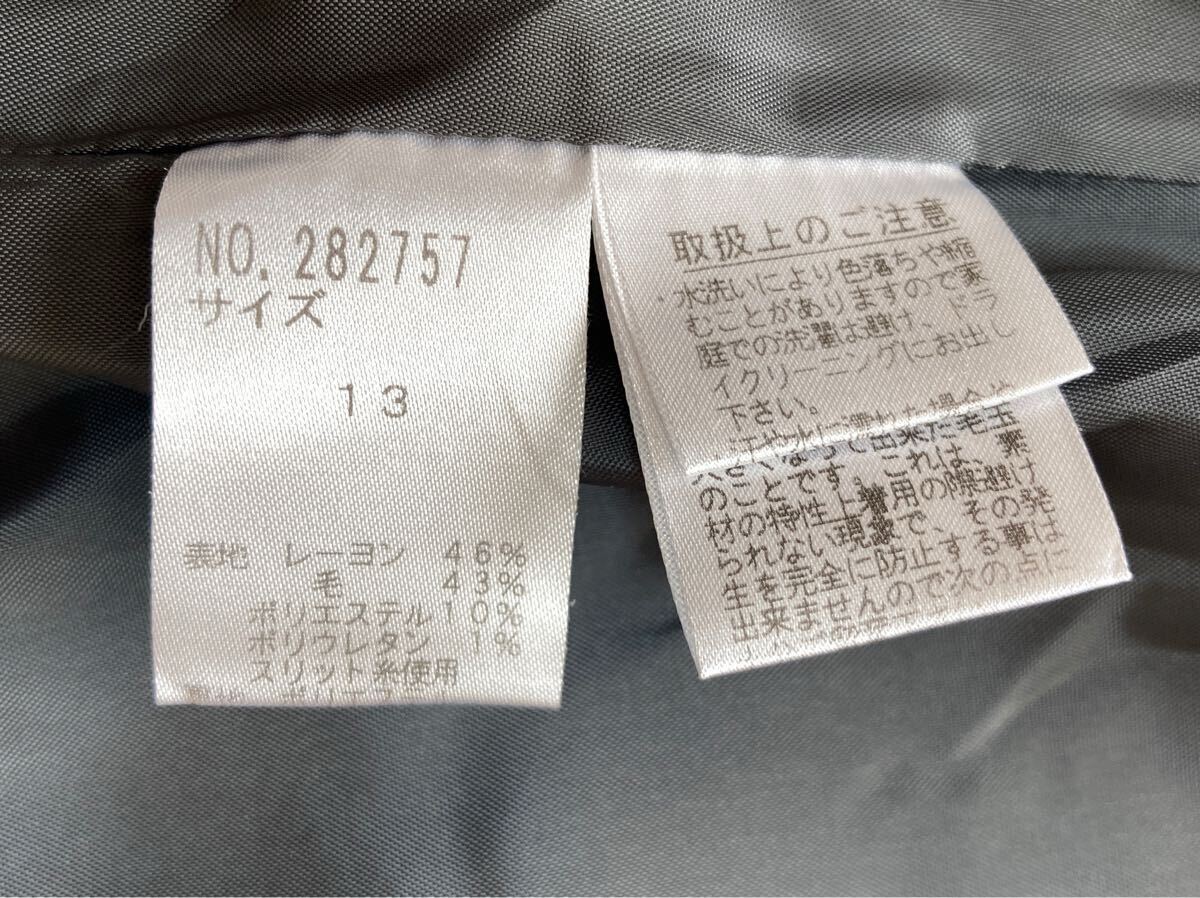 NO.282757
サイズ
13
表地 レーヨン 46%
毛 43%
ポリエステル 10%
ポリウレタン 1%
スリット糸使用
取扱上のご注意
・水洗いにより色落ちや縮
むことがありますので家
庭での洗濯は避け、ドラ
イクリーニングにお出し
下さい。
出来た毛玉
のことです。これは、素
材の特性上着用の際避け
られない現象で、その発
生を完全に防止する事は
出来ませんので次の点に